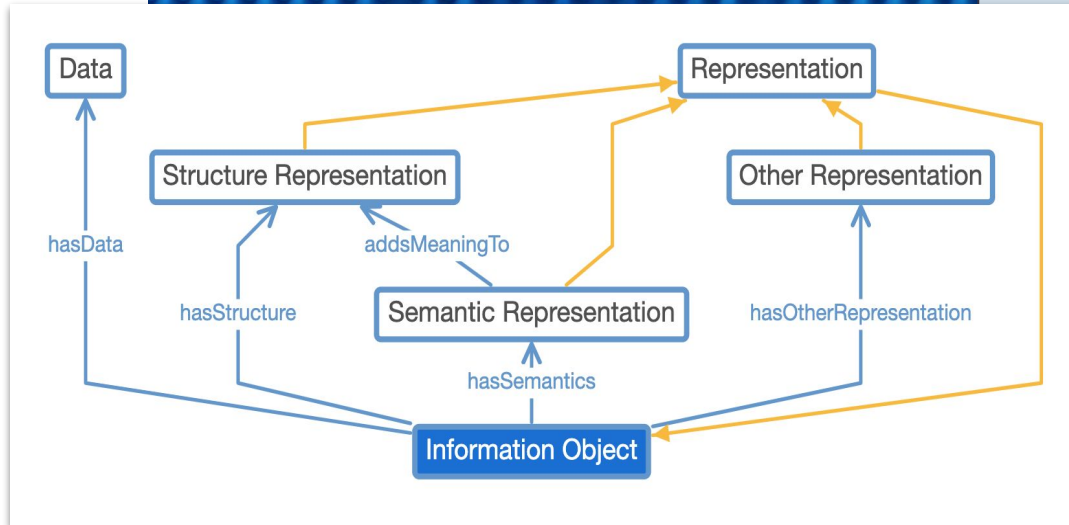 Data
Representation
Structure Representation
Other Representation
hasData
addsMeaningTo
hasStructure
Semantic Representation
hasOtherRepresentation
hasSemantics
Information Object